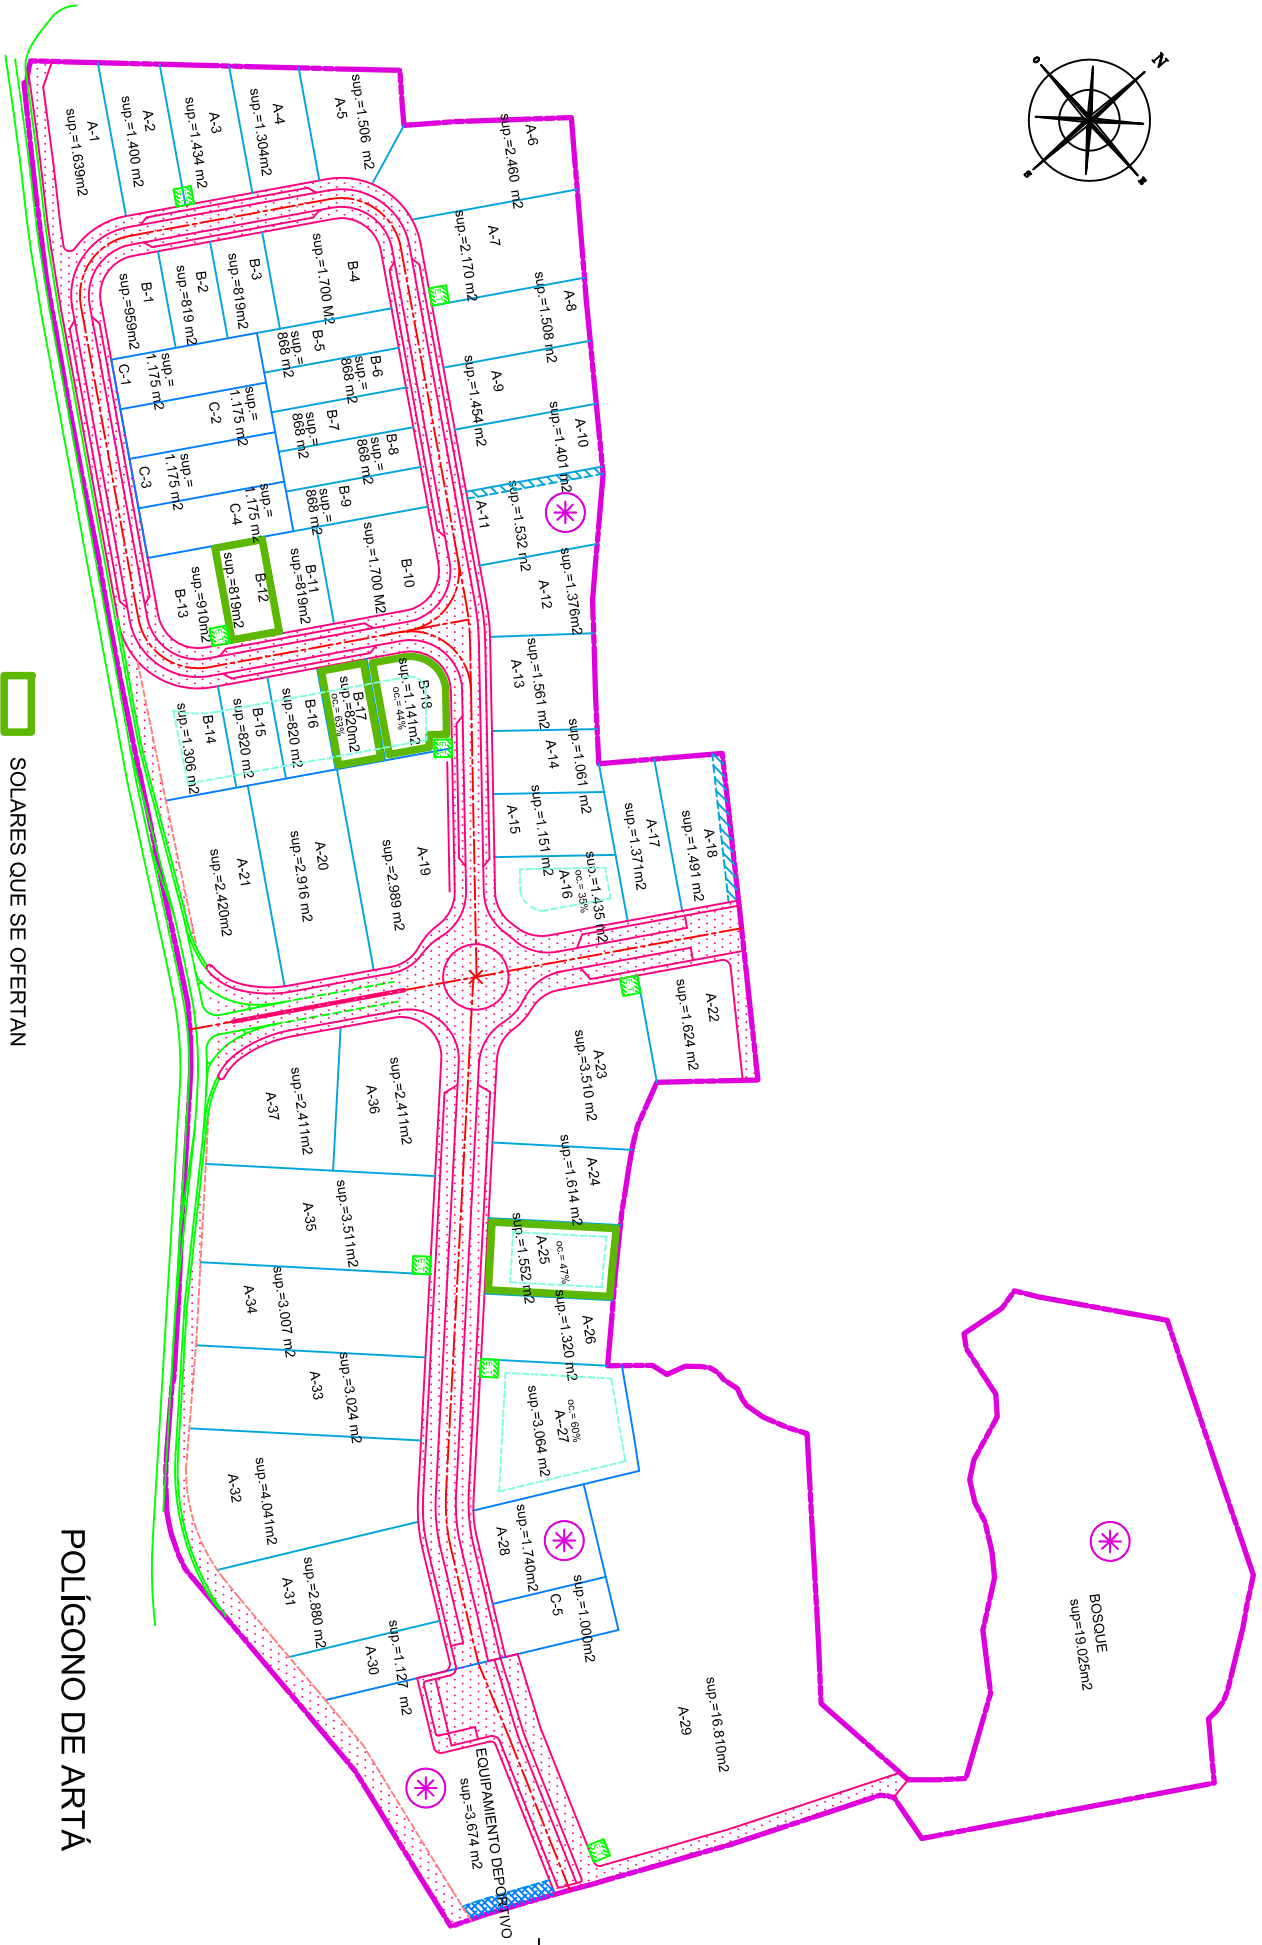 N
O
S
E
A-1
sup.=1.639m2
A-2
sup.=1.400 m2
A-3
sup.=1.434 m2
A-4
sup.=1.304m2
sup.=1.506 m2
A-5
A-6
sup.=2.460 m2
A-7
sup.=2.170 m2
A-8
sup.=1.508 m2
A-9
sup.=1.454m2
A-10
sup.=1.401 m2
A-11
sup.=1.532 m2
sup.=1.376m2
A-12
sup.=1.561 m2
A-13
sup.=1.061 m2
A-14
sup.=1.151m2
A-15
sup.=1.435 m2
oc.= 35%
A-16
A-17
sup.=1.371m2
A-18
sup.=1.491 m2
B-1
sup.=959m2
B-2
sup.=819 m2
B-3
sup.=819m2
B-4
sup.=1.700 M2
B-5
sup.=
868 m2
B-6
sup.=
868 m2
B-7
sup.=
868 m2
B-8
sup.=
868 m2
B-9
sup.=
868 m2
B-10
sup.=1.700 M2
B-11
sup.=819m2
B-12
sup.=819m2
sup.=910m2
B-13
sup.=
1.175 m2
C-1
sup.=
1.175 m2
C-2
sup.=
1.175 m2
C-3
sup.=
1.175 m2
C-4
B-14
sup.=1.306 m2
B-15
sup.=820 m2
B-16
sup.=820 m2
B-17
sup.=820m2
oc.= 63%
B-18
sup.=1.141m2
oc.= 44%
A-19
sup.=2.989 m2
A-20
sup.=2.916 m2
A-21
sup.=2.420m2
A-22
sup.=1.624 m2
A-23
sup.=3.510 m2
A-24
sup.=1.614 m2
oc.= 47%
A-25
sup.=1.552 m2
A-26
sup.=1.320 m2
oc.= 60%
A--27
sup.=3.064 m2
sup.=1.740m2
A-28
sup.=1.000m2
C-5
sup.=16.810m2
A-29
sup.=1.127 m2
A-30
sup.=2.880 m2
A-31
sup.=4.041m2
A-32
sup.=3.024 m2
A-33
sup.=3.007 m2
A-34
sup.=3.511m2
A-35
sup.=2.411m2
A-36
sup.=2.411m2
A-37
EQUIPAMIENTO DEPORTIVO
sup.=3.674 m2
BOSQUE
sup=19.025m2
SOLARES QUE SE OFERTAN
POLÍGONO DE ARTÁ